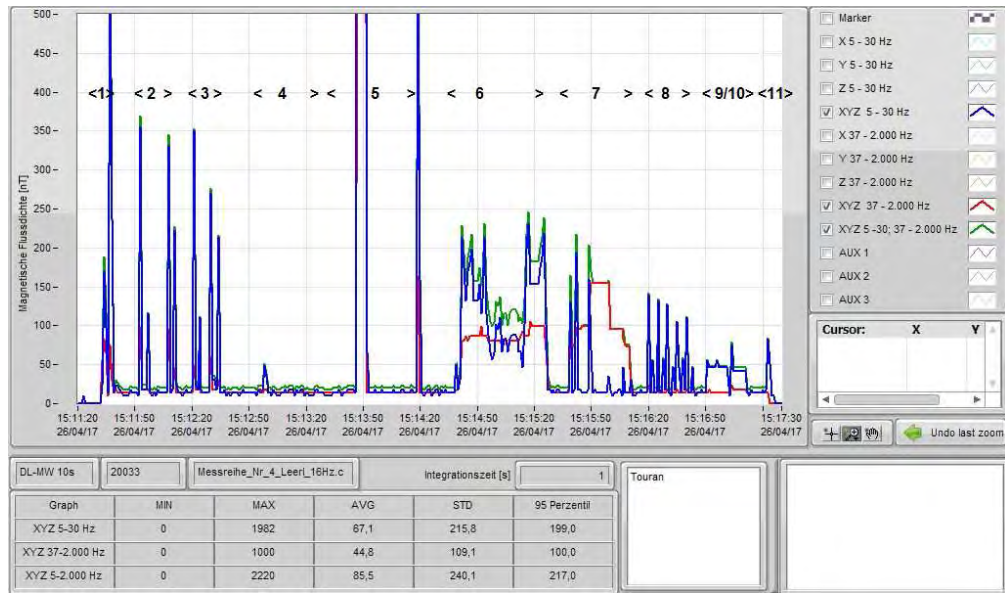 500-
450-
400-
350-
300-
250-
200-
150-
100-
50-
0-
Magnetische Flussdichte [nT]
<1> < 2 > < 3 > < 4 > < 5 > < 6 > < 7 > < 8 > <9/10> <11>
15:11:20 15:11:50 15:12:20 15:12:50 15:13:20 15:13:50 15:14:20 15:14:50 15:15:20 15:15:50 15:16:20 15:16:50 15:17:30
26/04/17 26/04/17 26/04/17 26/04/17 26/04/17 26/04/17 26/04/17 26/04/17 26/04/17 26/04/17 26/04/17 26/04/17 26/04/17
Marker
X 5 - 30 Hz
Y 5 - 30 Hz
Z 5 - 30 Hz
XYZ 5 - 30 Hz
X 37 - 2.000 Hz
Y 37 - 2.000 Hz
Z 37 - 2.000 Hz
XYZ 37 - 2.000 Hz
XYZ 5 -30; 37 - 2.000 Hz
AUX 1
AUX 2
AUX 3
Cursor: X Y
Undo last zoom
DL-MW 10s 20033 Messreihe_Nr_4_Leerl_16Hz.c Integrationszeit [s] 1
Graph MIN MAX AVG STD 95 Perzentil
XYZ 5-30 Hz 0 1982 67,1 215,8 199,0
XYZ 37-2.000 Hz 0 1000 44,8 109,1 100,0
XYZ 5-2.000 Hz 0 2220 85,5 240,1 217,0
Touran